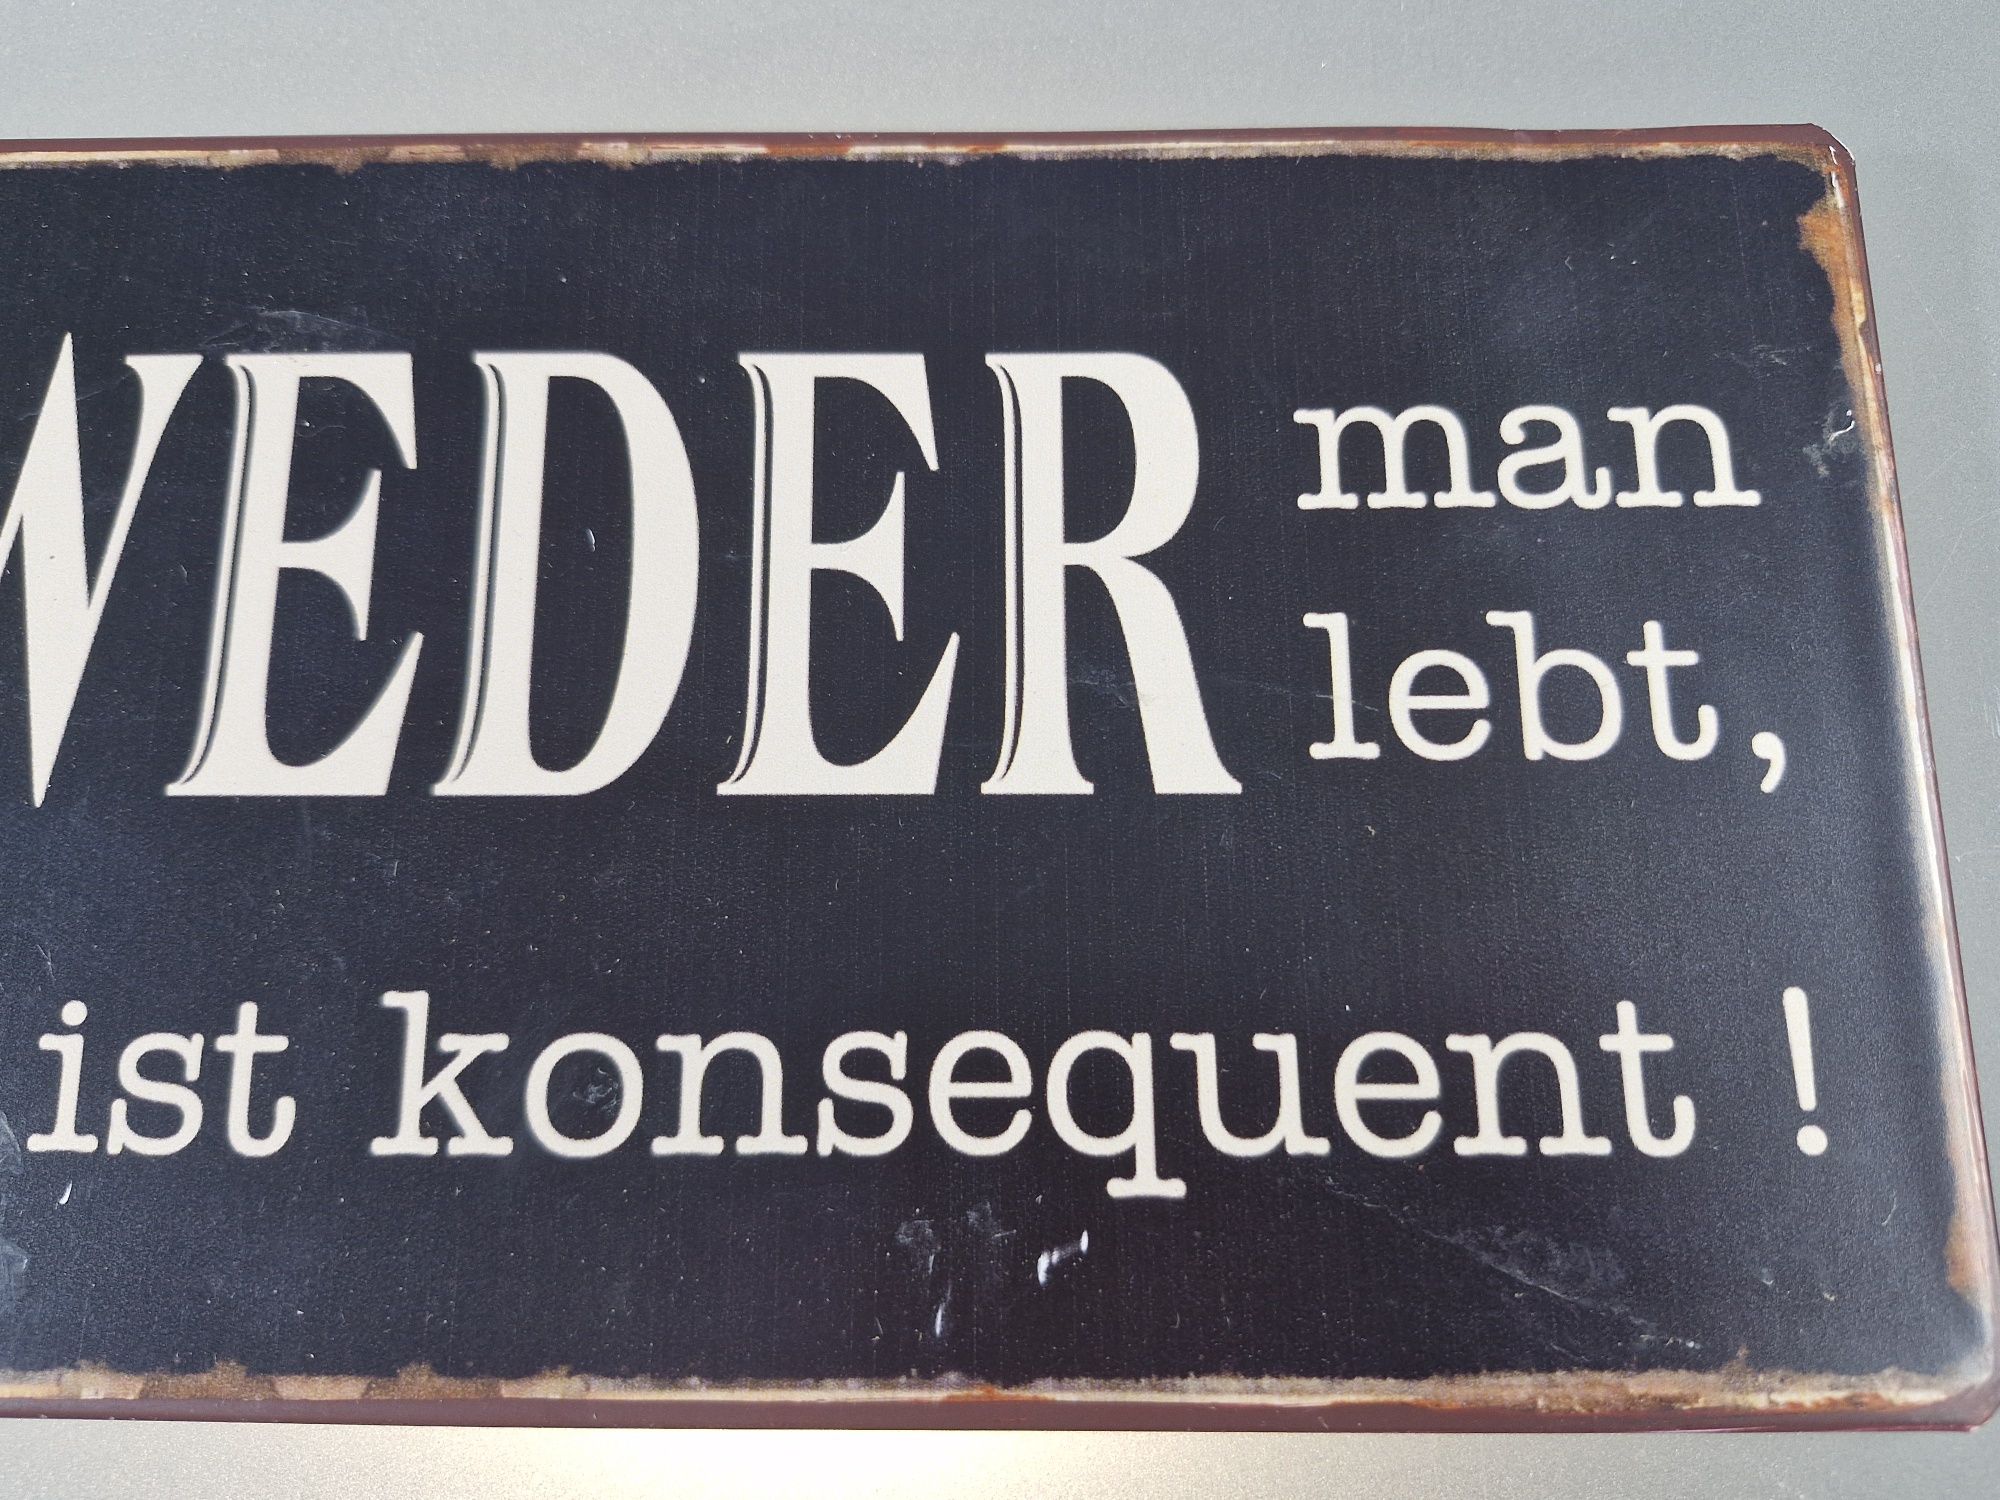 WEDER man
lebt,
ist konsequent !